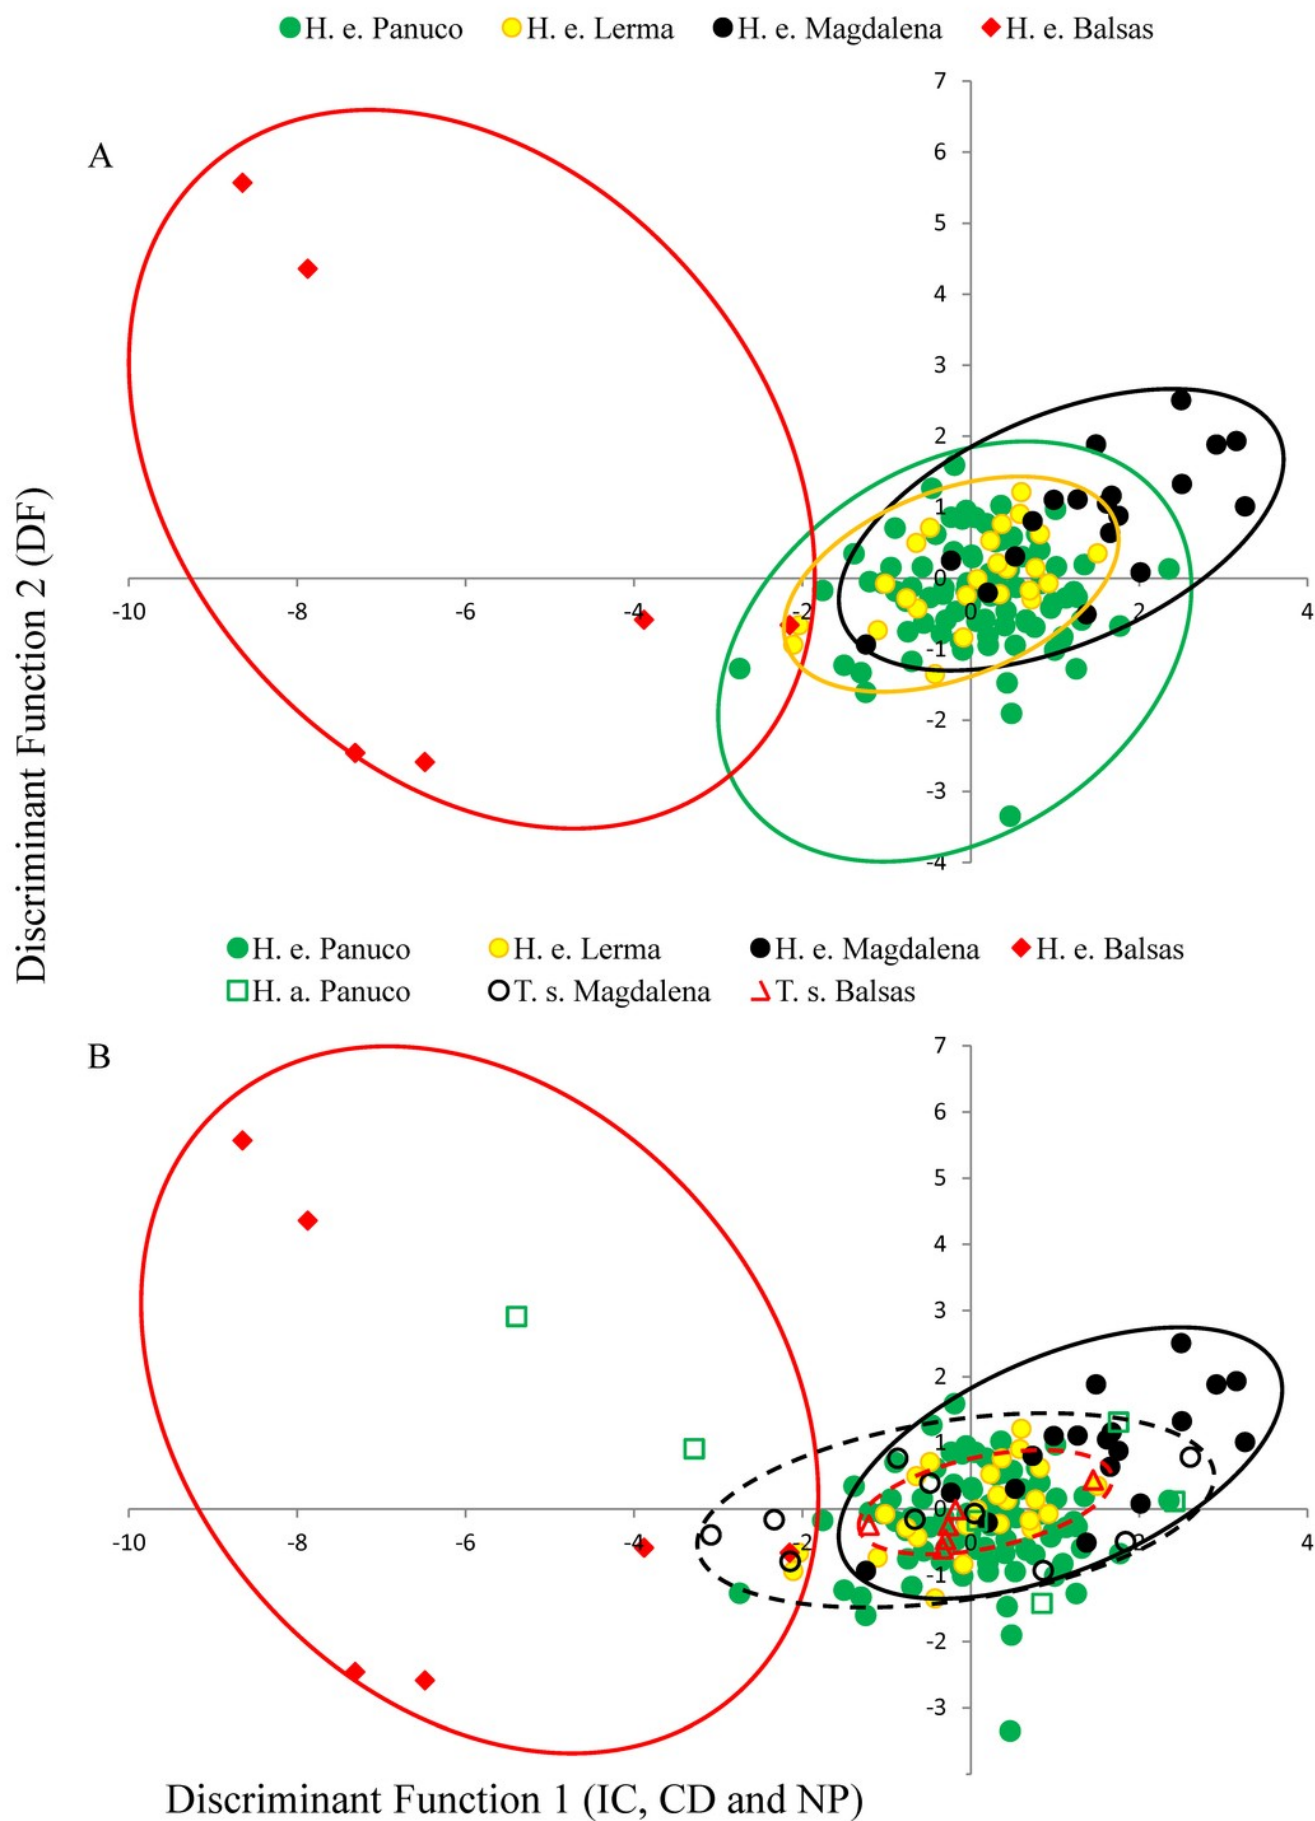 H. e. Panuco H. e. Lerma H. e. Magdalena H. e. Balsas
A
7
6
5
4
3
2
1
0
-10 -8 -6 -4 -2 0 2 4
-1
-2
-3
-4
Discriminant Function 2 (DF)
H. e. Panuco H. e. Lerma H. e. Magdalena H. e. Balsas
H. a. Panuco T. s. Magdalena T. s. Balsas
B
7
6
5
4
3
2
1
0
-10 -8 -6 -4 -2 0 2 4
-1
-2
-3
Discriminant Function 1 (IC, CD and NP)